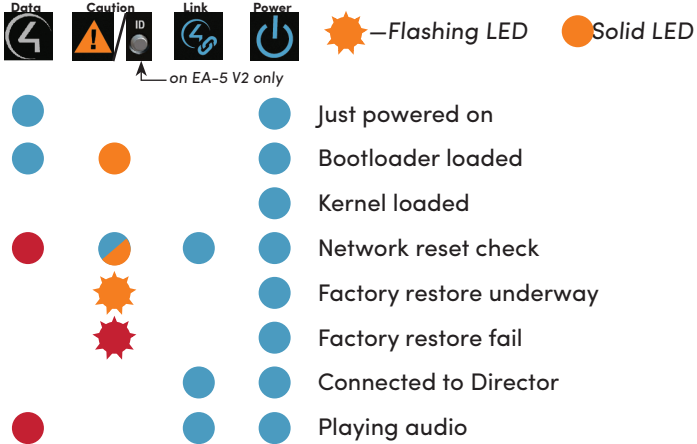 Data Caution Link Power
ID
—Flashing LED Solid LED
on EA-5 V2 only
Just powered on
Bootloader loaded
Kernel loaded
Network reset check
Factory restore underway
Factory restore fail
Connected to Director
Playing audio